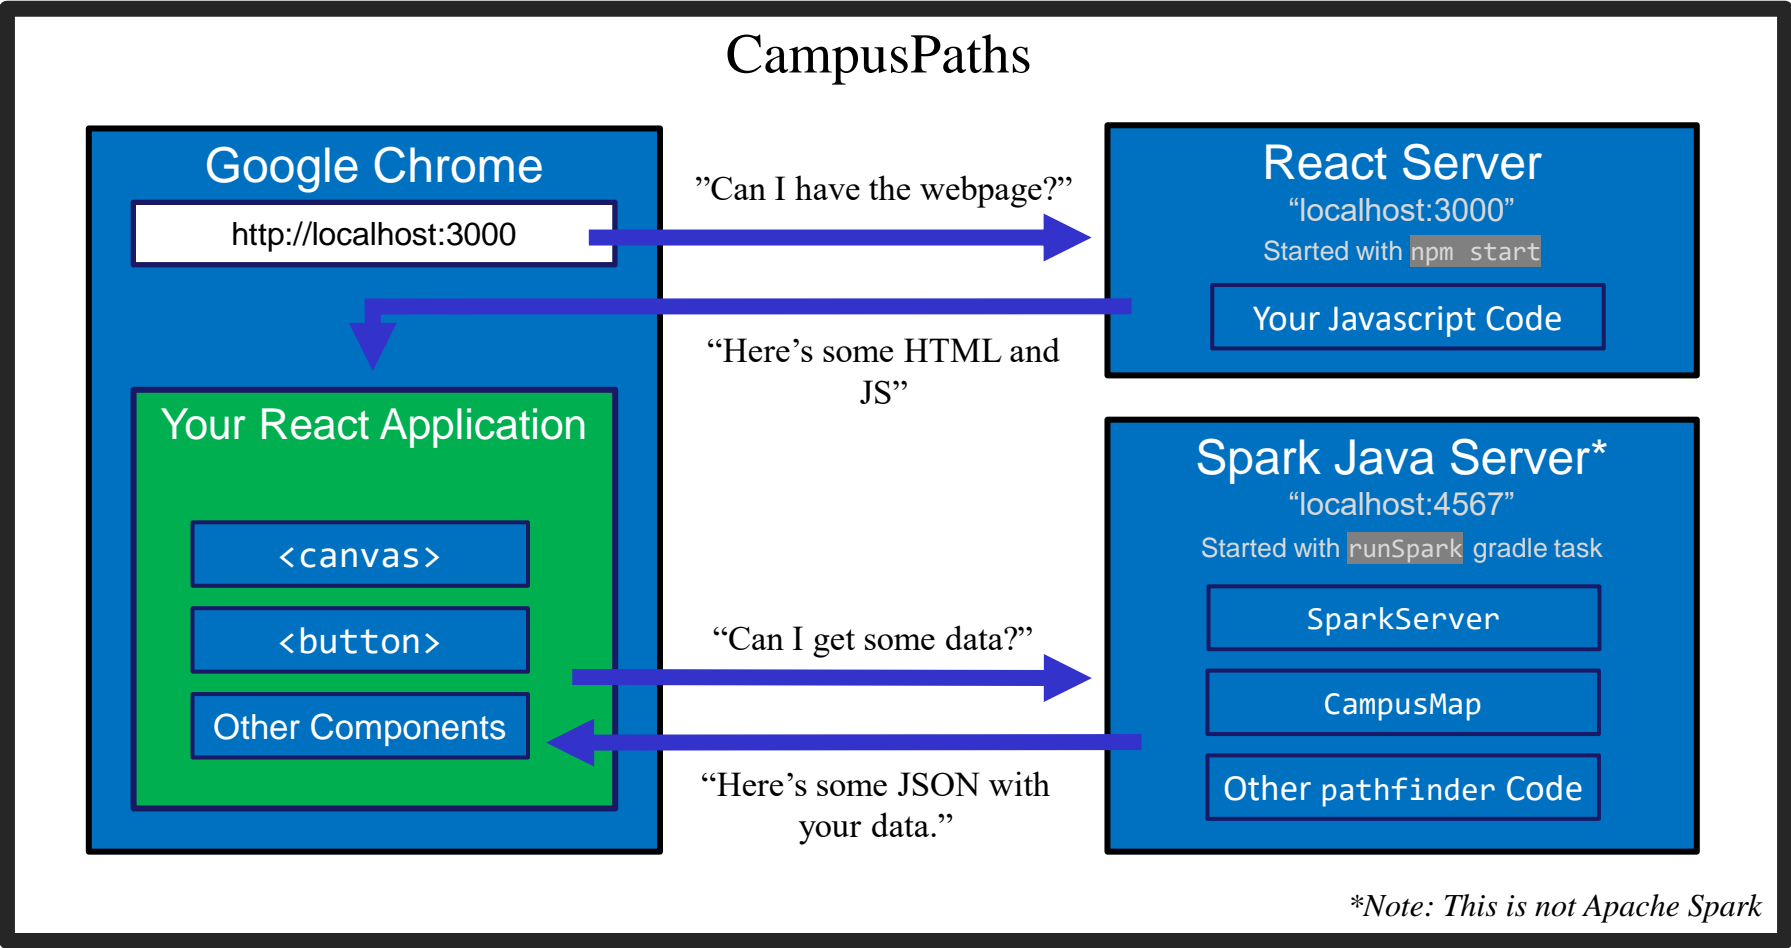 CampusPaths
Google Chrome
http://localhost:3000
”Can I have the webpage?”
“Here’s some HTML and
JS”
React Server
“localhost:3000”
Started with npm start
Your Javascript Code
Your React Application
<canvas>
<button>
Other Components
“Can I get some data?”
“Here’s some JSON with
your data.”
Spark Java Server*
“localhost:4567”
Started with runSpark gradle task
SparkServer
CampusMap
Other pathfinder Code
*Note: This is not Apache Spark